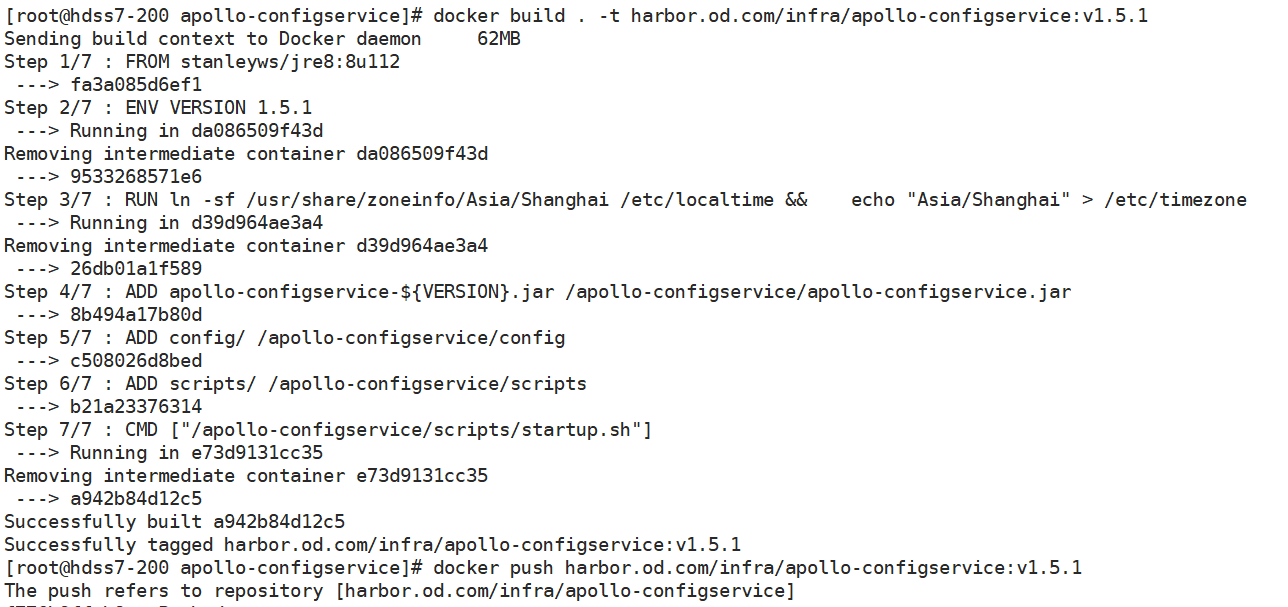 [root@hdss7-200 apollo-configservice]# docker build . -t harbor.od.com/infra/apollo-configservice:v1.5.1
Sending build context to Docker daemon     62MB
Step 1/7 : FROM stanleyws/jre8:8u112
 ---> fa3a085d6ef1
Step 2/7 : ENV VERSION 1.5.1
 ---> Running in da086509f43d
Removing intermediate container da086509f43d
 ---> 9533268571e6
Step 3/7 : RUN ln -sf /usr/share/zoneinfo/Asia/Shanghai /etc/localtime &&    echo "Asia/Shanghai" > /etc/timezone
 ---> Running in d39d964ae3a4
Removing intermediate container d39d964ae3a4
 ---> 26db01a1f589
Step 4/7 : ADD apollo-configservice-${VERSION}.jar /apollo-configservice/apollo-configservice.jar
 ---> 8b494a17b80d
Step 5/7 : ADD config/ /apollo-configservice/config
 ---> c508026d8bed
Step 6/7 : ADD scripts/ /apollo-configservice/scripts
 ---> b21a23376314
Step 7/7 : CMD ["/apollo-configservice/scripts/startup.sh"]
 ---> Running in e73d9131cc35
Removing intermediate container e73d9131cc35
 ---> a942b84d12c5
Successfully built a942b84d12c5
Successfully tagged harbor.od.com/infra/apollo-configservice:v1.5.1
[root@hdss7-200 apollo-configservice]# docker push harbor.od.com/infra/apollo-configservice:v1.5.1
The push refers to repository [harbor.od.com/infra/apollo-configservice]